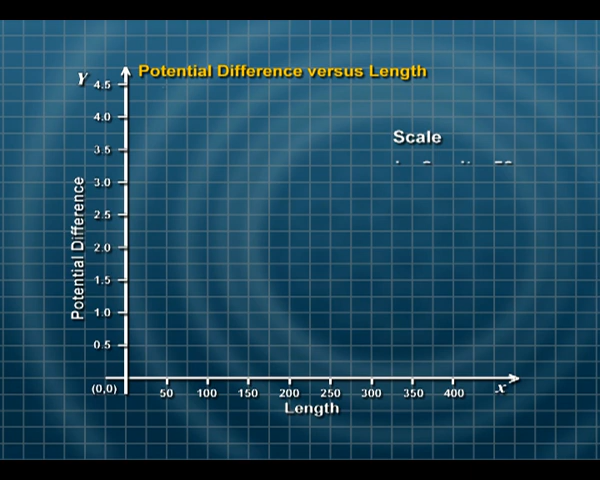 Y
Potential Difference versus Length
4.5
4.0
Scale
3.5
3.0
2.5
2.0
1.5
1.0
0.5
Potential Difference
(0,0)
50 100 150 200 250 300 350 400
x
Length